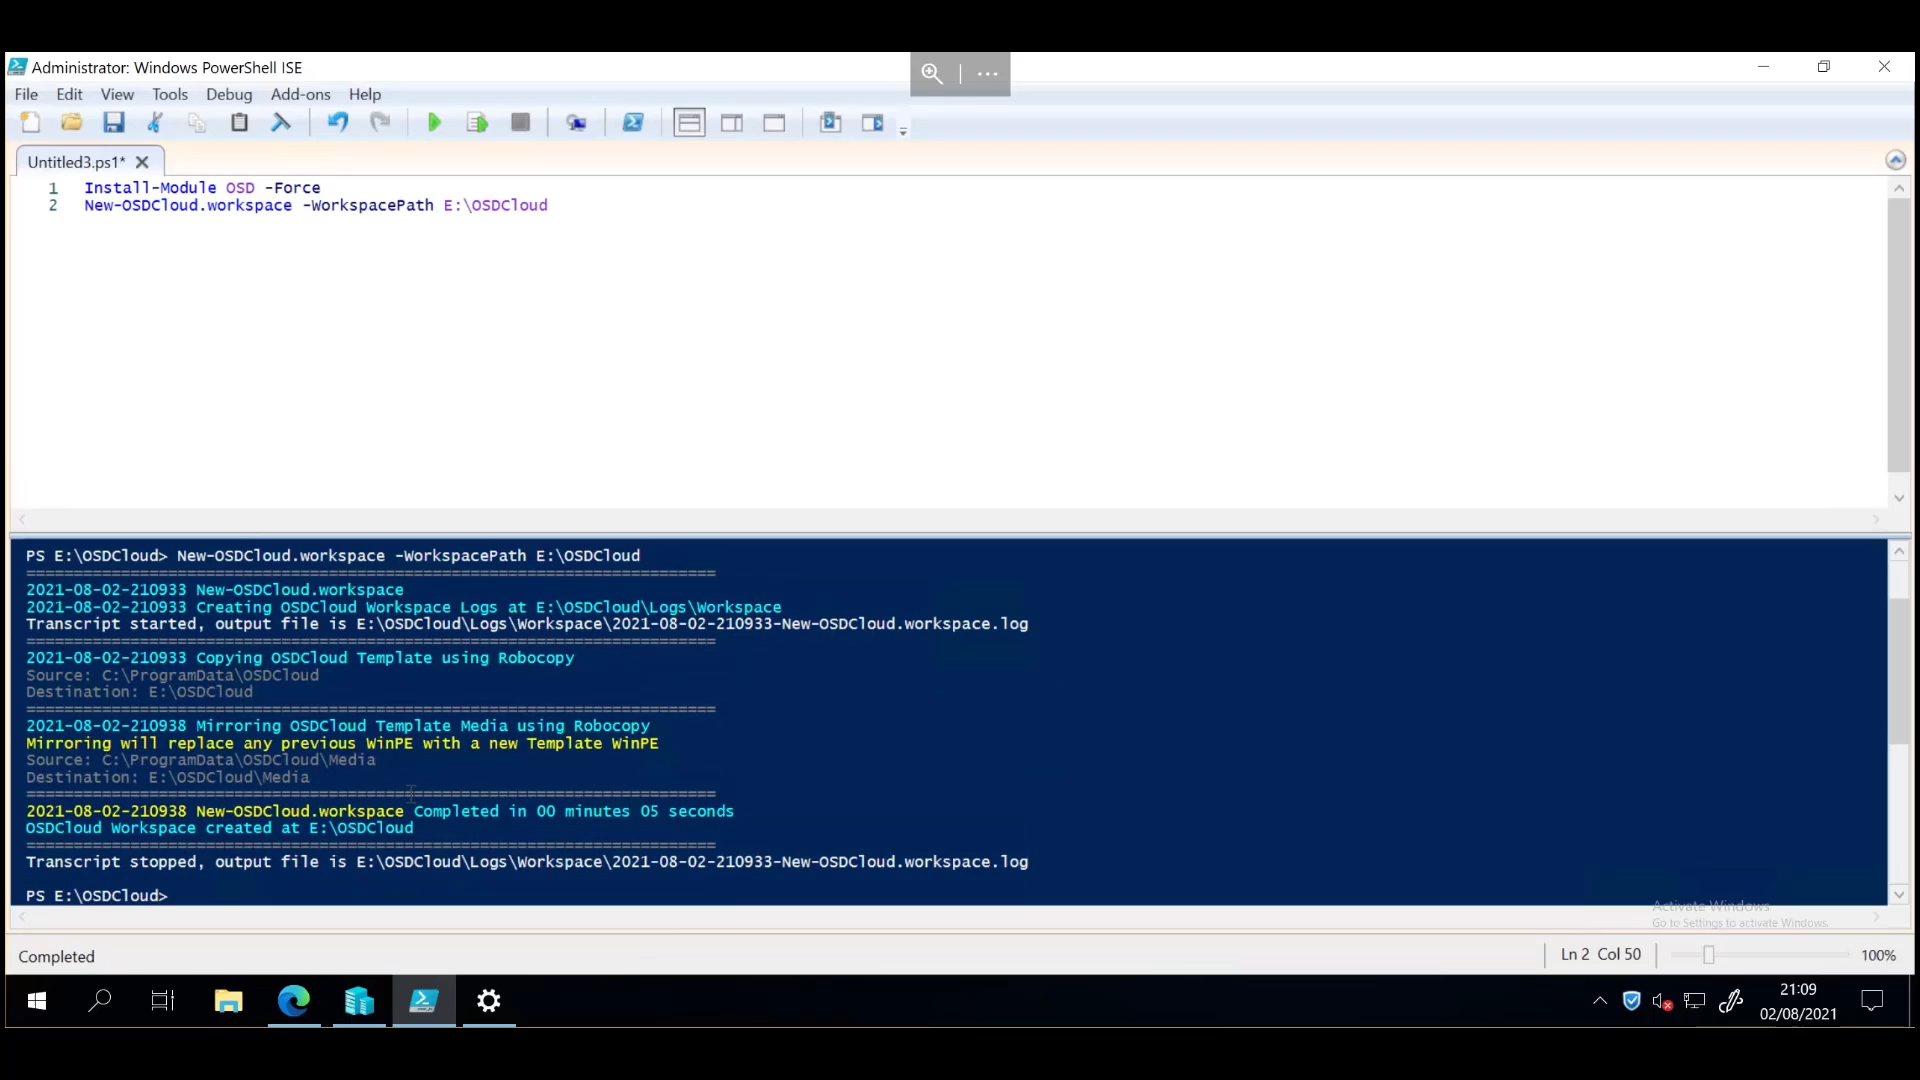 Administrator: Windows PowerShell ISE
File Edit View Tools Debug Add-ons Help
Untitled3.ps1*
1 Install-Module OSD -Force
2 New-OSDCloud.workspace -WorkspacePath E:\OSDCloud
PS E:\OSDCloud> New-OSDCloud.workspace -WorkspacePath E:\OSDCloud
=========================================================================
2021-08-02-210933 New-OSDCloud.workspace
2021-08-02-210933 Creating OSDCloud Workspace Logs at E:\OSDCloud\Logs\Workspace
Transcript started, output file is E:\OSDCloud\Logs\Workspace\2021-08-02-210933-New-OSDCloud.workspace.log
=========================================================================
2021-08-02-210933 Copying OSDCloud Template using Robocopy
Source: C:\ProgramData\OSDCloud
Destination: E:\OSDCloud
=========================================================================
2021-08-02-210938 Mirroring OSDCloud Template Media using Robocopy
Mirroring will replace any previous WinPE with a new Template WinPE
Source: C:\ProgramData\OSDCloud\Media
Destination: E:\OSDCloud\Media
=========================================================================
2021-08-02-210938 New-OSDCloud.workspace Completed in 00 minutes 05 seconds
OSDCloud Workspace created at E:\OSDCloud
=========================================================================
Transcript stopped, output file is E:\OSDCloud\Logs\Workspace\2021-08-02-210933-New-OSDCloud.workspace.log
PS E:\OSDCloud>
Activate Windows
Go to Settings to activate Windows.
Completed
Ln 2 Col 50
100%
21:09
02/08/2021